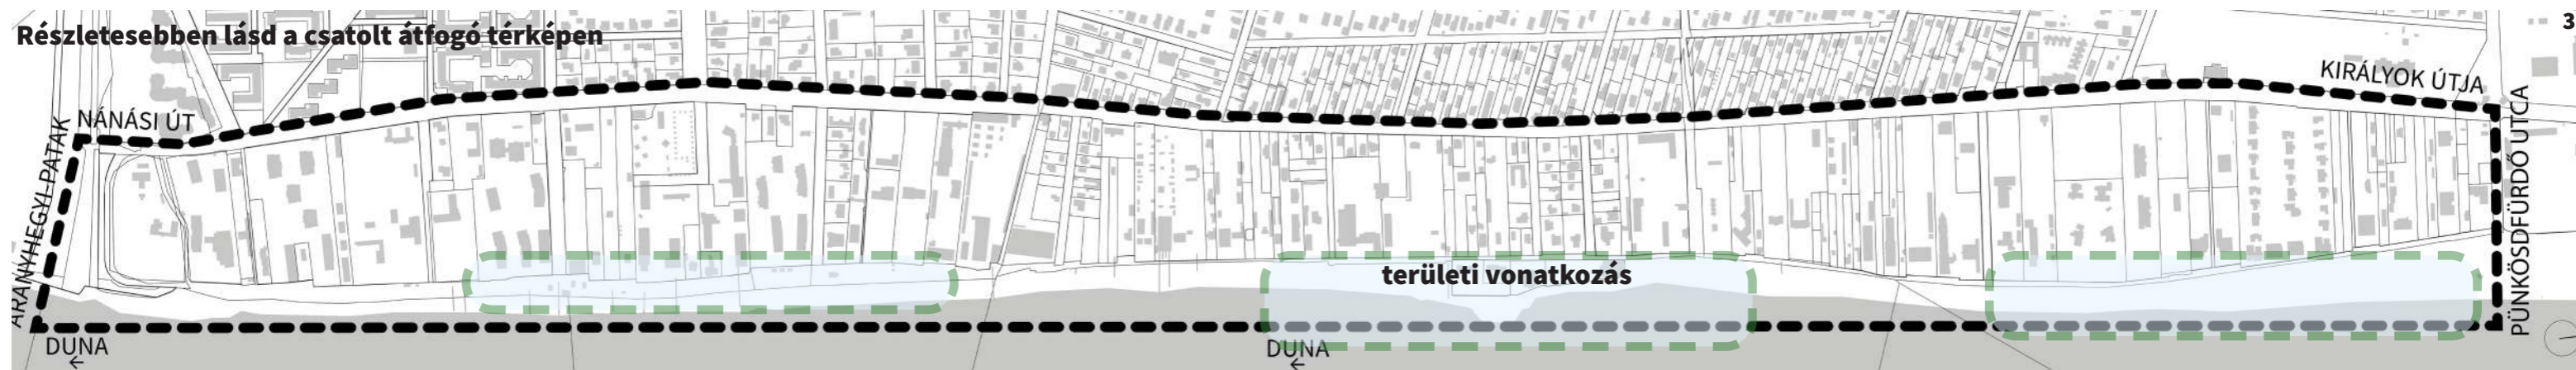 Részletesebben lásd a csatolt átfogó térképen
3
KIRÁLYOK ÚTJA
NÁNÁSI ÚT
ARANYHEGYI-PATAK
PÜNKÖSDFÜRDŐ UTCA
területi vonatkozás
DUNA
←
DUNA
←